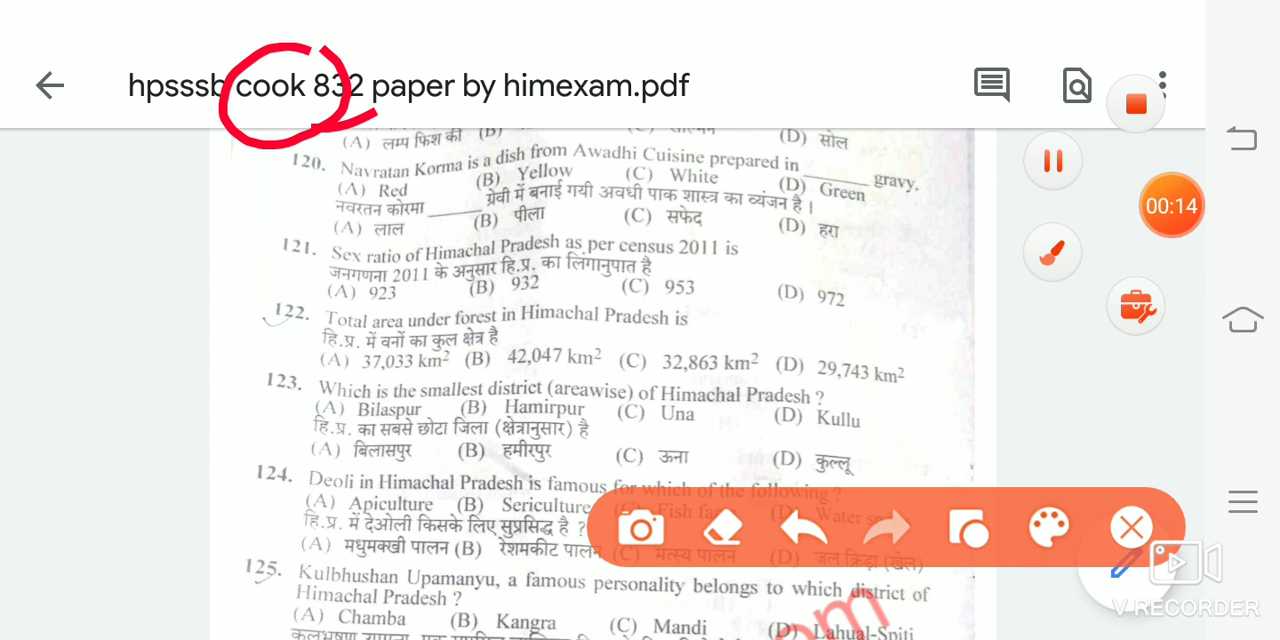 hpsssb cook 832 paper by himexam.pdf
(A) लम्प फिश की (B) (D) सोल
120. Navratan Korma is a dish from Awadhi Cuisine prepared in ______ gravy.
(A) Red (B) Yellow (C) White (D) Green
नवरतन कोरमा ______ ग्रेवी में बनाई गयी अवधी पाक शास्त्र का व्यंजन है।
(A) लाल (B) पीला (C) सफेद (D) हरा
121. Sex ratio of Himachal Pradesh as per census 2011 is
जनगणना 2011 के अनुसार हि.प्र. का लिंगानुपात है
(A) 923 (B) 932 (C) 953 (D) 972
122. Total area under forest in Himachal Pradesh is
हि.प्र. में वनों का कुल क्षेत्र है
(A) 37,033 km² (B) 42,047 km² (C) 32,863 km² (D) 29,743 km²
123. Which is the smallest district (areawise) of Himachal Pradesh ?
(A) Bilaspur (B) Hamirpur (C) Una (D) Kullu
हि.प्र. का सबसे छोटा जिला (क्षेत्रानुसार) है
(A) बिलासपुर (B) हमीरपुर (C) ऊना (D) कुल्लू
124. Deoli in Himachal Pradesh is famous for which of the following ?
(A) Apiculture (B) Sericulture (C) Fish (D) Water
हि.प्र. में देओली किसके लिए सुप्रसिद्ध है ?
(A) मधुमक्खी पालन (B) रेशमकीट पालन (C) मत्स्य पालन (D) जल क्रिड़ा (खेल)
125. Kulbhushan Upamanyu, a famous personality belongs to which district of
Himachal Pradesh ?
(A) Chamba (B) Kangra (C) Mandi (D) Lahual-Spiti
00:14
V RECORDER